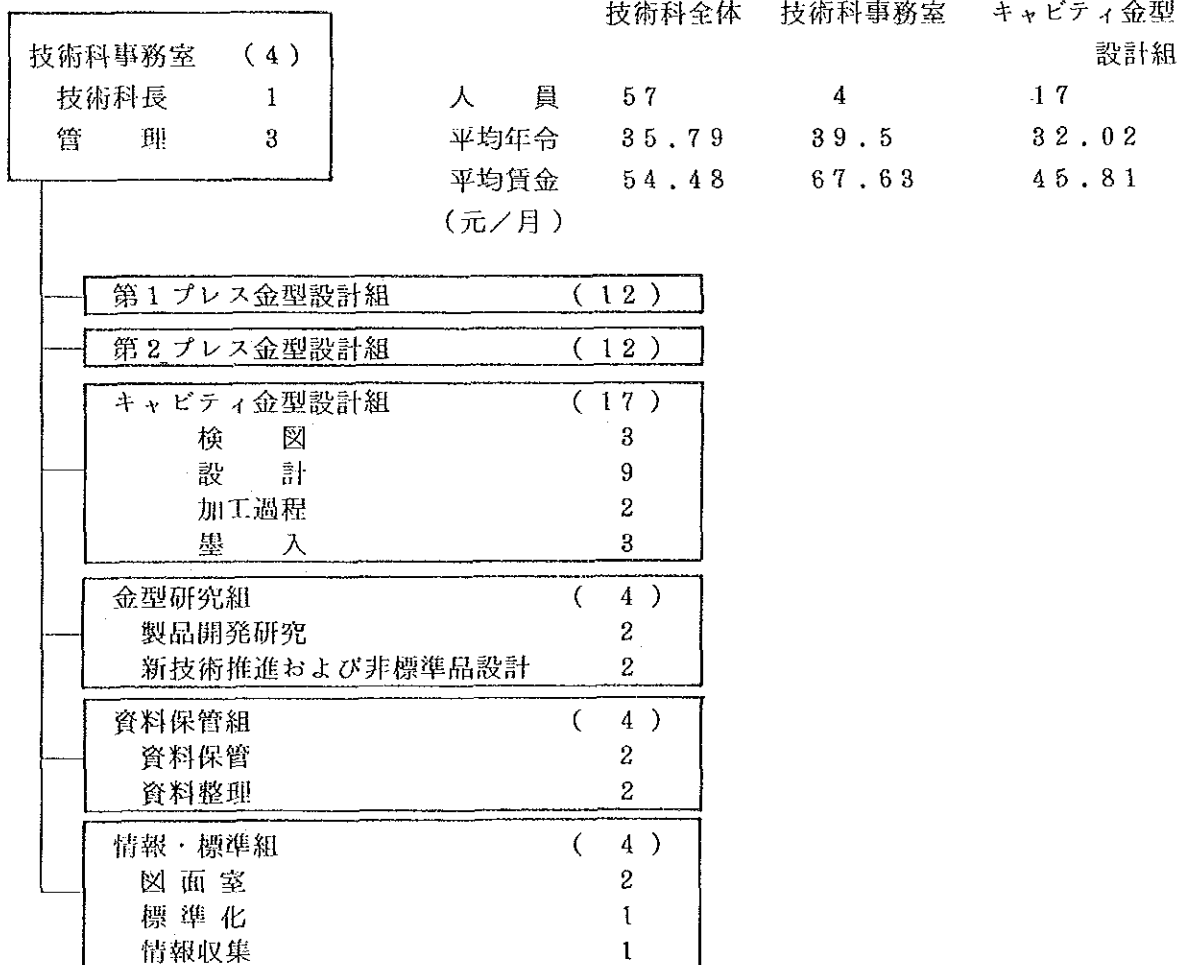 技術科事務室 (4)
技術科長 1
管理 3
技術科全体 技術科事務室 キャビティ金型
設計組
人員 57 4 17
平均年令 35.79 39.5 32.02
平均賃金 54.48 67.63 45.81
(元/月)
第1プレス金型設計組 (12)
第2プレス金型設計組 (12)
キャビティ金型設計組 (17)
検図 3
設計 9
加工過程 2
墨入 3
金型研究組 (4)
製品開発研究 2
新技術推進および非標準品設計 2
資料保管組 (4)
資料保管 2
資料整理 2
情報・標準組 (4)
図面室 2
標準化 1
情報収集 1